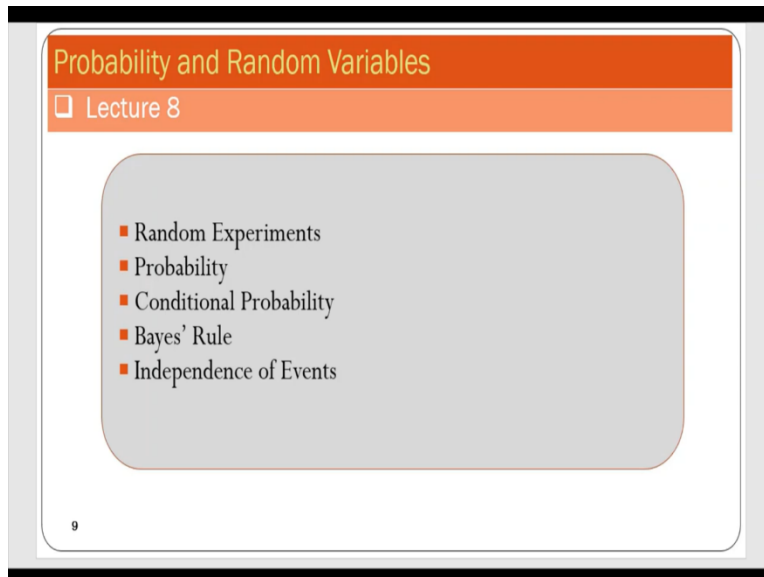 Probability and Random Variables
Lecture 8
Random Experiments
Probability
Conditional Probability
Bayes’ Rule
Independence of Events
9